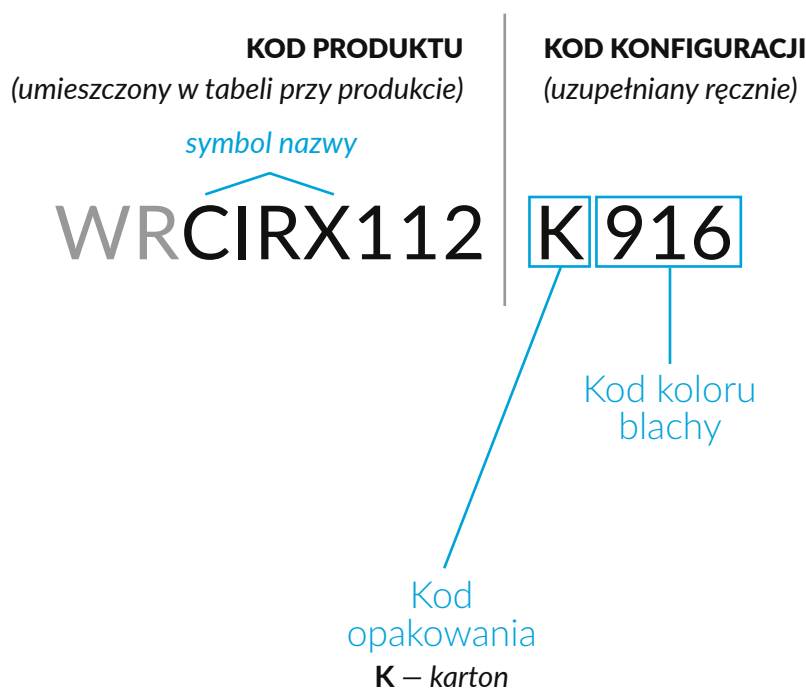 KOD PRODUKTU
(umieszczony w tabeli przy produkcie)
symbol nazwy
WRCIRX112
KOD KONFIGURACJI
(uzupełniany ręcznie)
K 916
Kod koloru
blachy
Kod
opakowania
K — karton